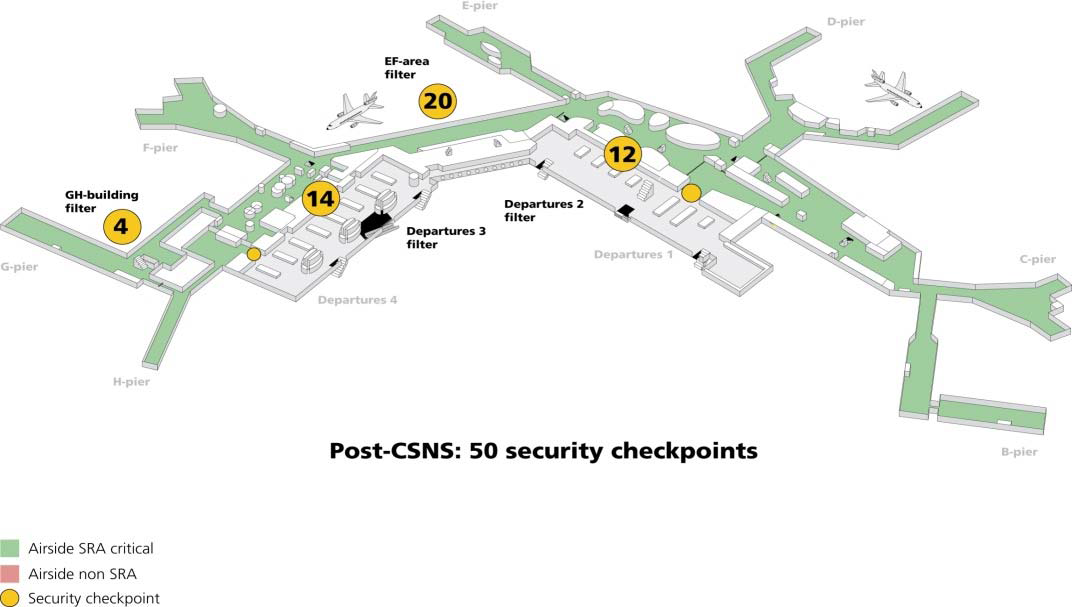 E-pier
D-pier
EF-area
filter
20
F-pier
12
GH-building
filter
4
14
Departures 2
filter
Departures 3
filter
G-pier
Departures 1
C-pier
Departures 4
H-pier
Post-CSNS: 50 security checkpoints
B-pier
Airside SRA critical
Airside non SRA
Security checkpoint